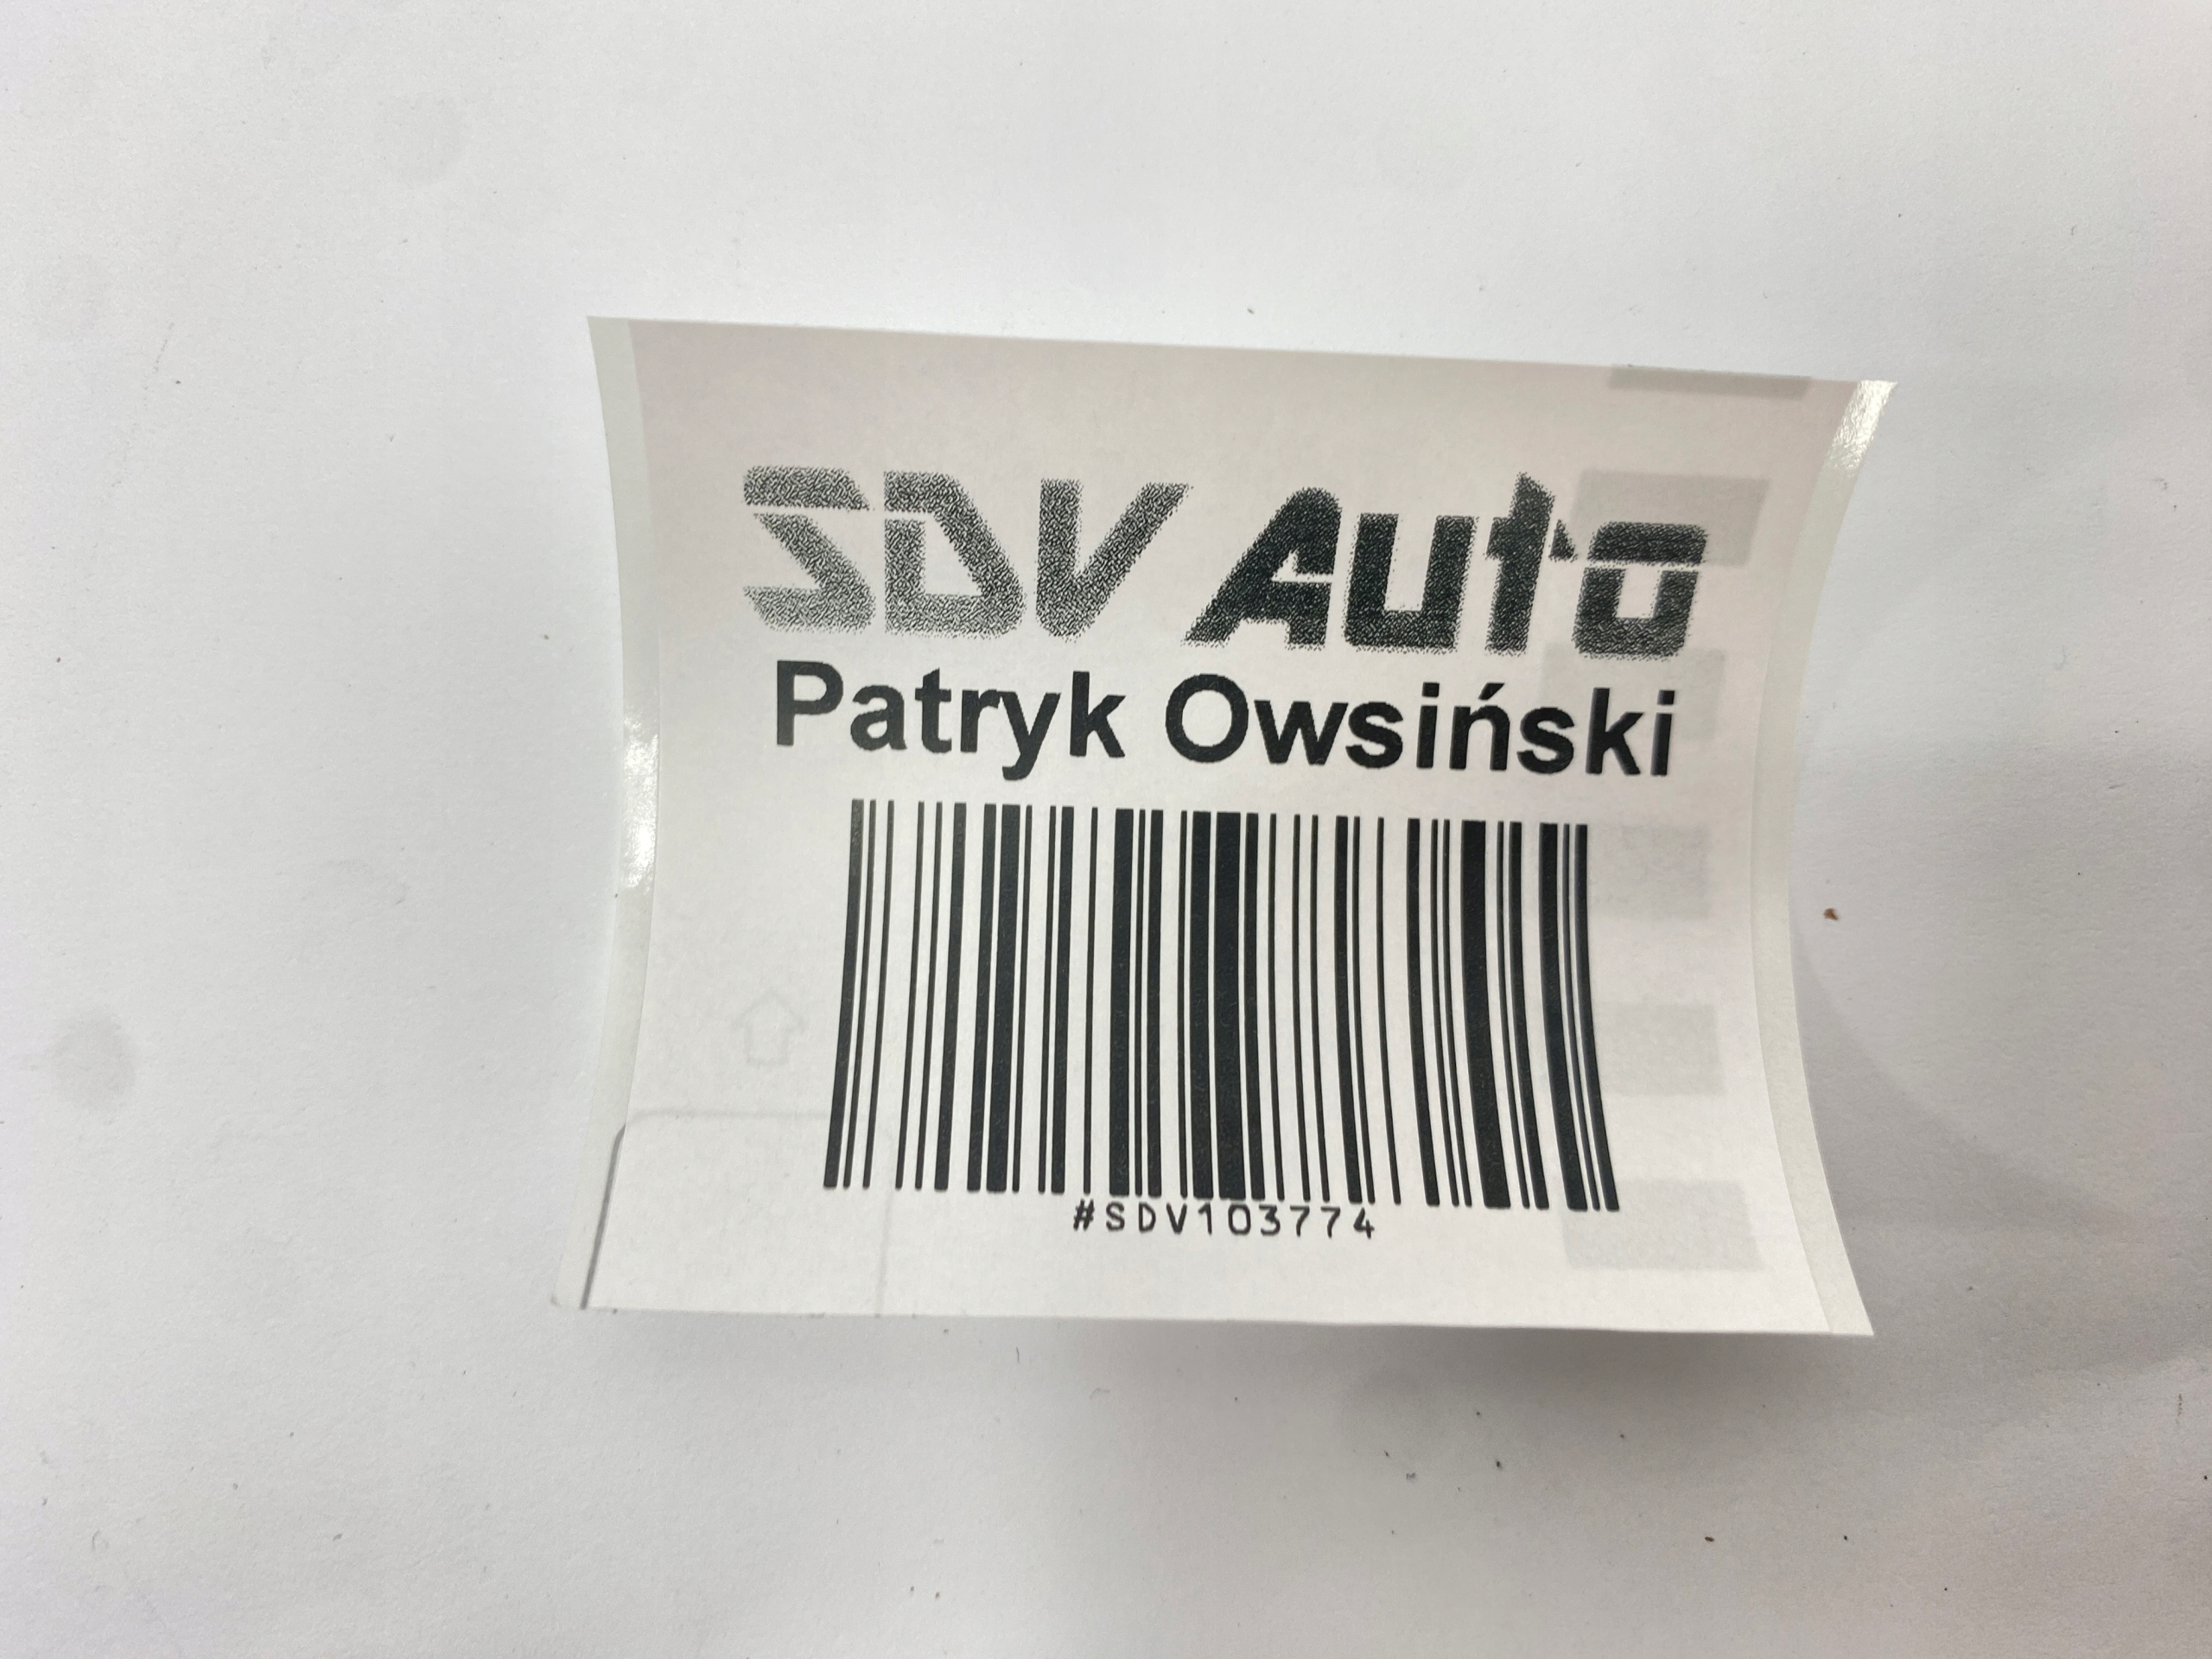 SDV Auto
Patryk Owsiński
#SDV103774